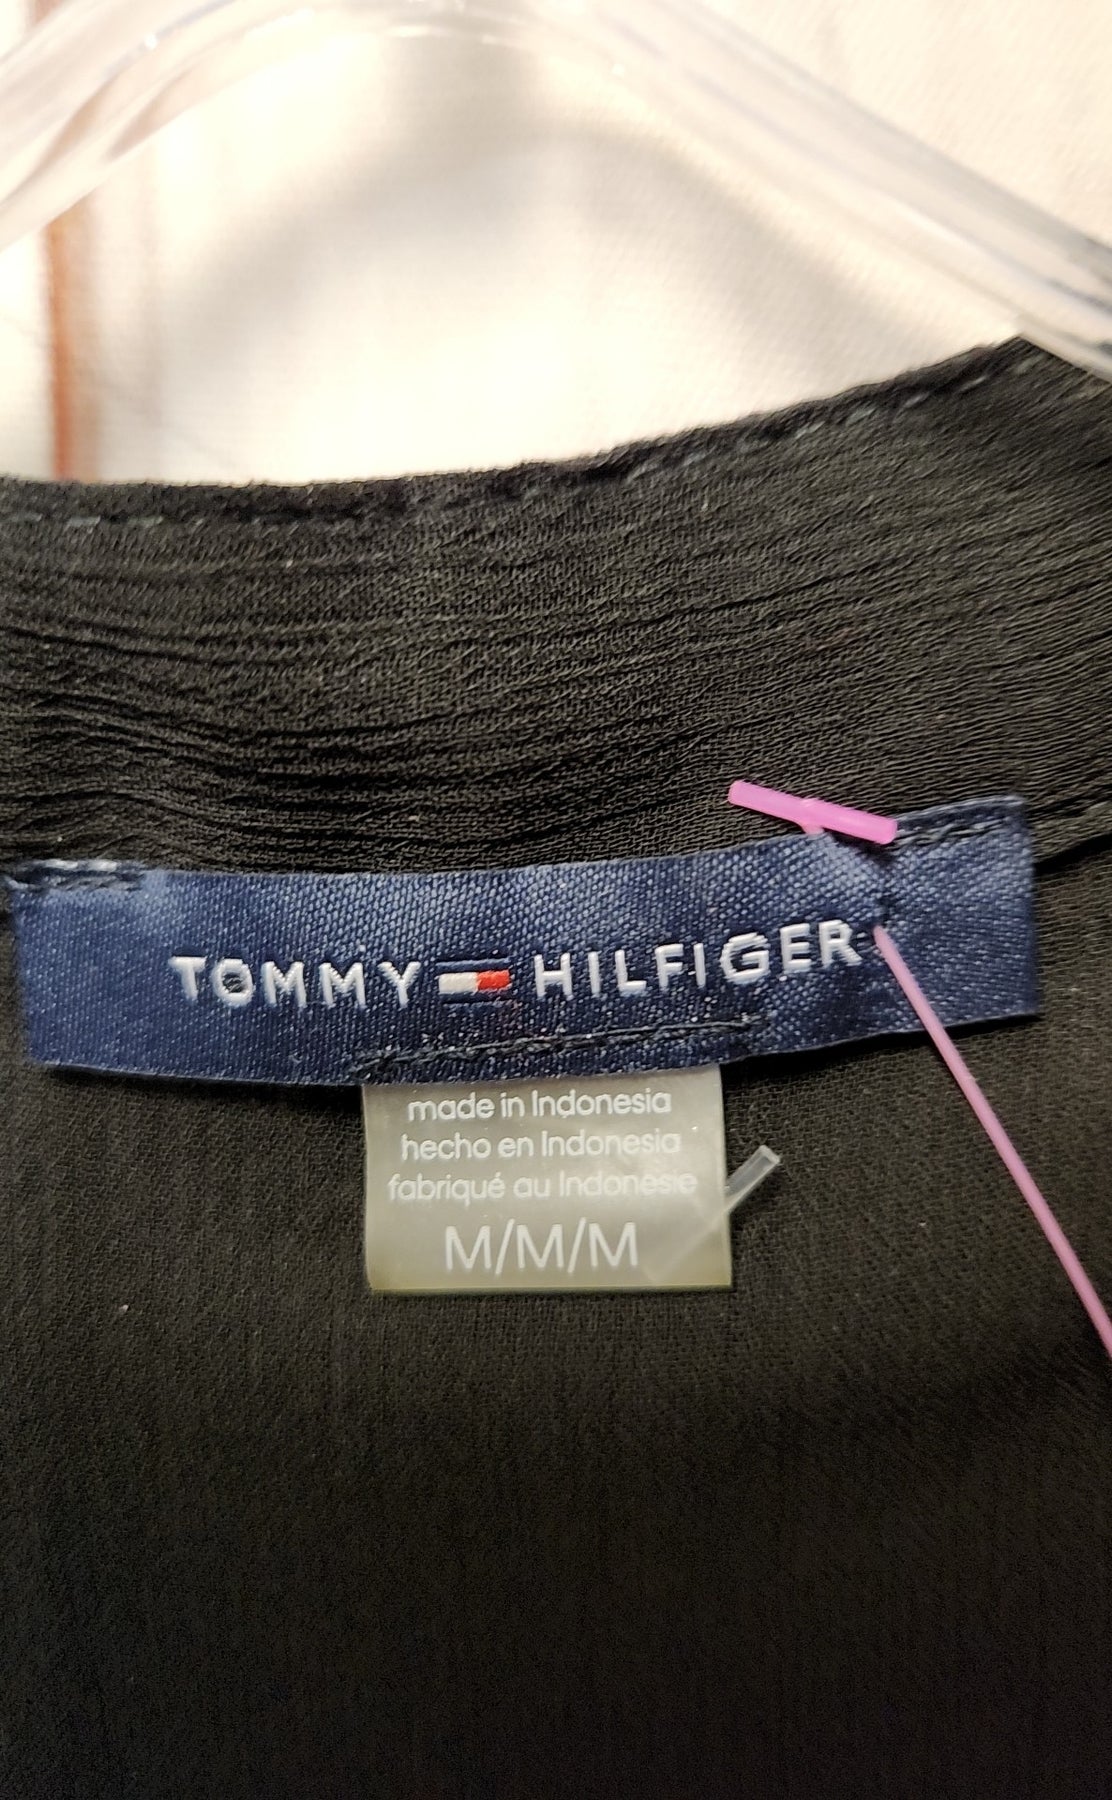 TOMMY HILFIGER
made in Indonesia
hecho en Indonesia
fabriqué au Indonesie
M/M/M